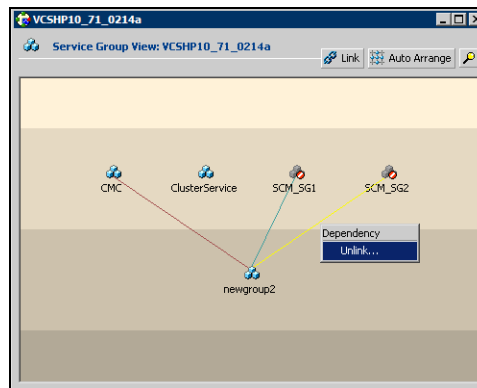 VCSHP10_71_0214a
Service Group View: VCSHP10_71_0214a
Link Auto Arrange
CMC ClusterService SCM_SG1 SCM_SG2
Dependency
Unlink...
newgroup2